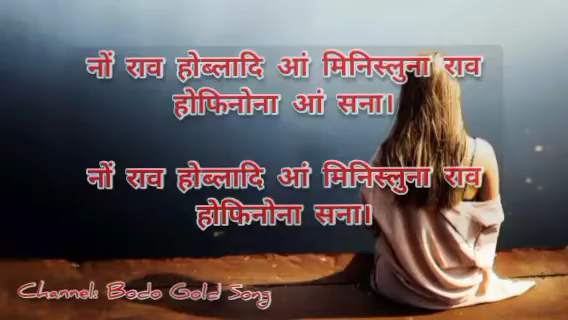 नों राव होब्लादि आं मिनिस्लुना राव
होफिनोना आं सना।
नों राव होब्लादि आं मिनिस्लुना राव
होफिनोना सना।
Channel: Bodo Gold Song